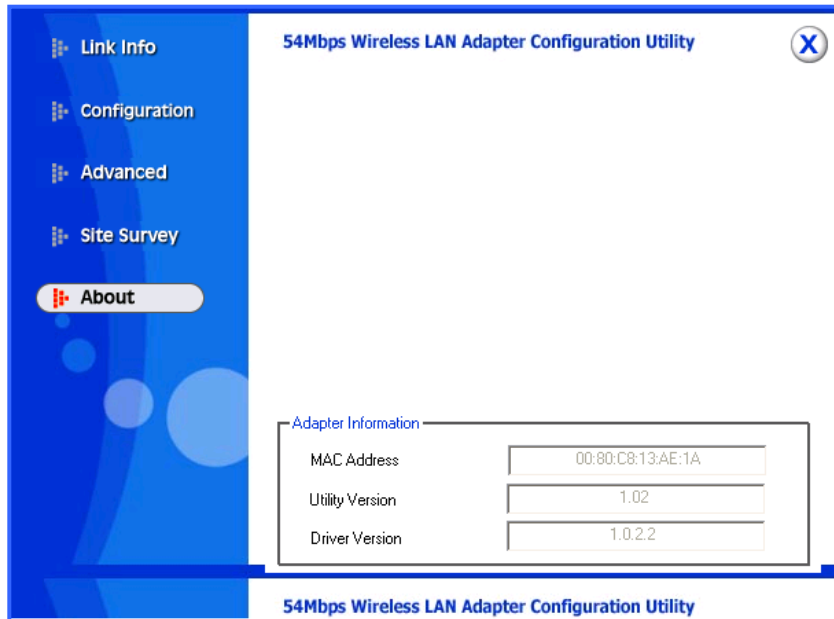 Link Info
Configuration
Advanced
Site Survey
About
54Mbps Wireless LAN Adapter Configuration Utility
X
Adapter Information
MAC Address 00:80:C8:13:AE:1A
Utility Version 1.02
Driver Version 1.0.2.2
54Mbps Wireless LAN Adapter Configuration Utility